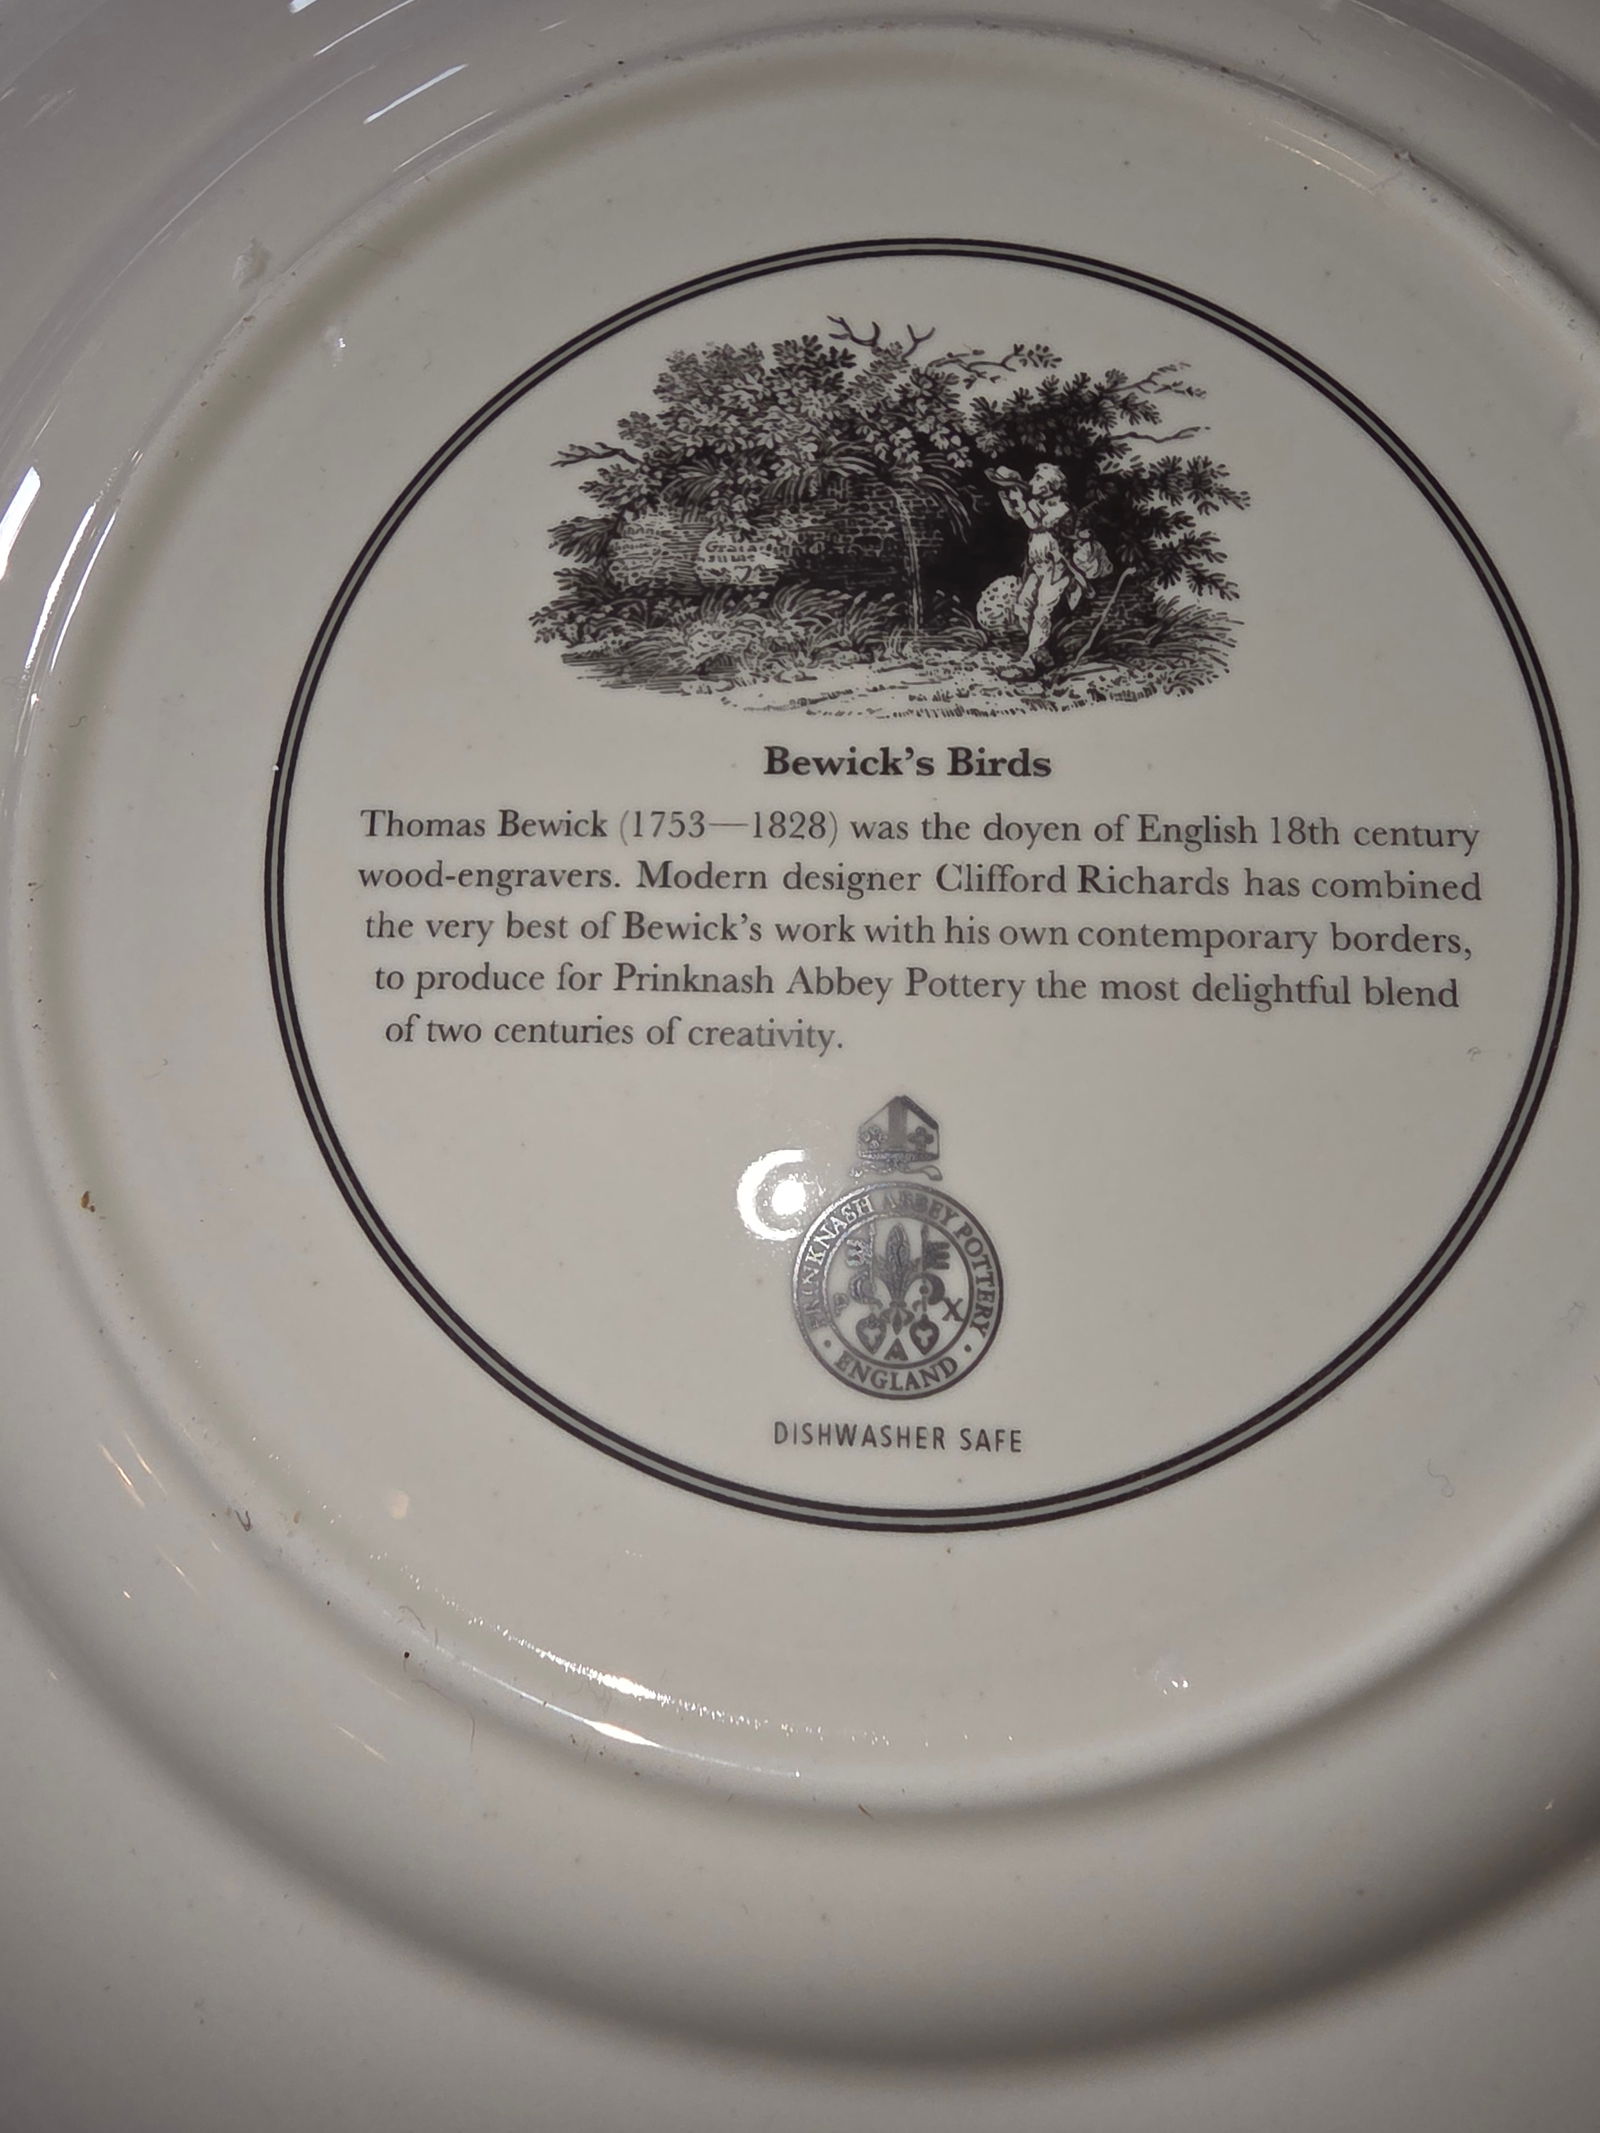 Grata
sume
Bewick's Birds
Thomas Bewick (1753—1828) was the doyen of English 18th century
wood-engravers. Modern designer Clifford Richards has combined
the very best of Bewick's work with his own contemporary borders,
to produce for Prinknash Abbey Pottery the most delightful blend
of two centuries of creativity.
PRINKNASH ABBEY POTTERY
P X
A
· ENGLAND ·
DISHWASHER SAFE